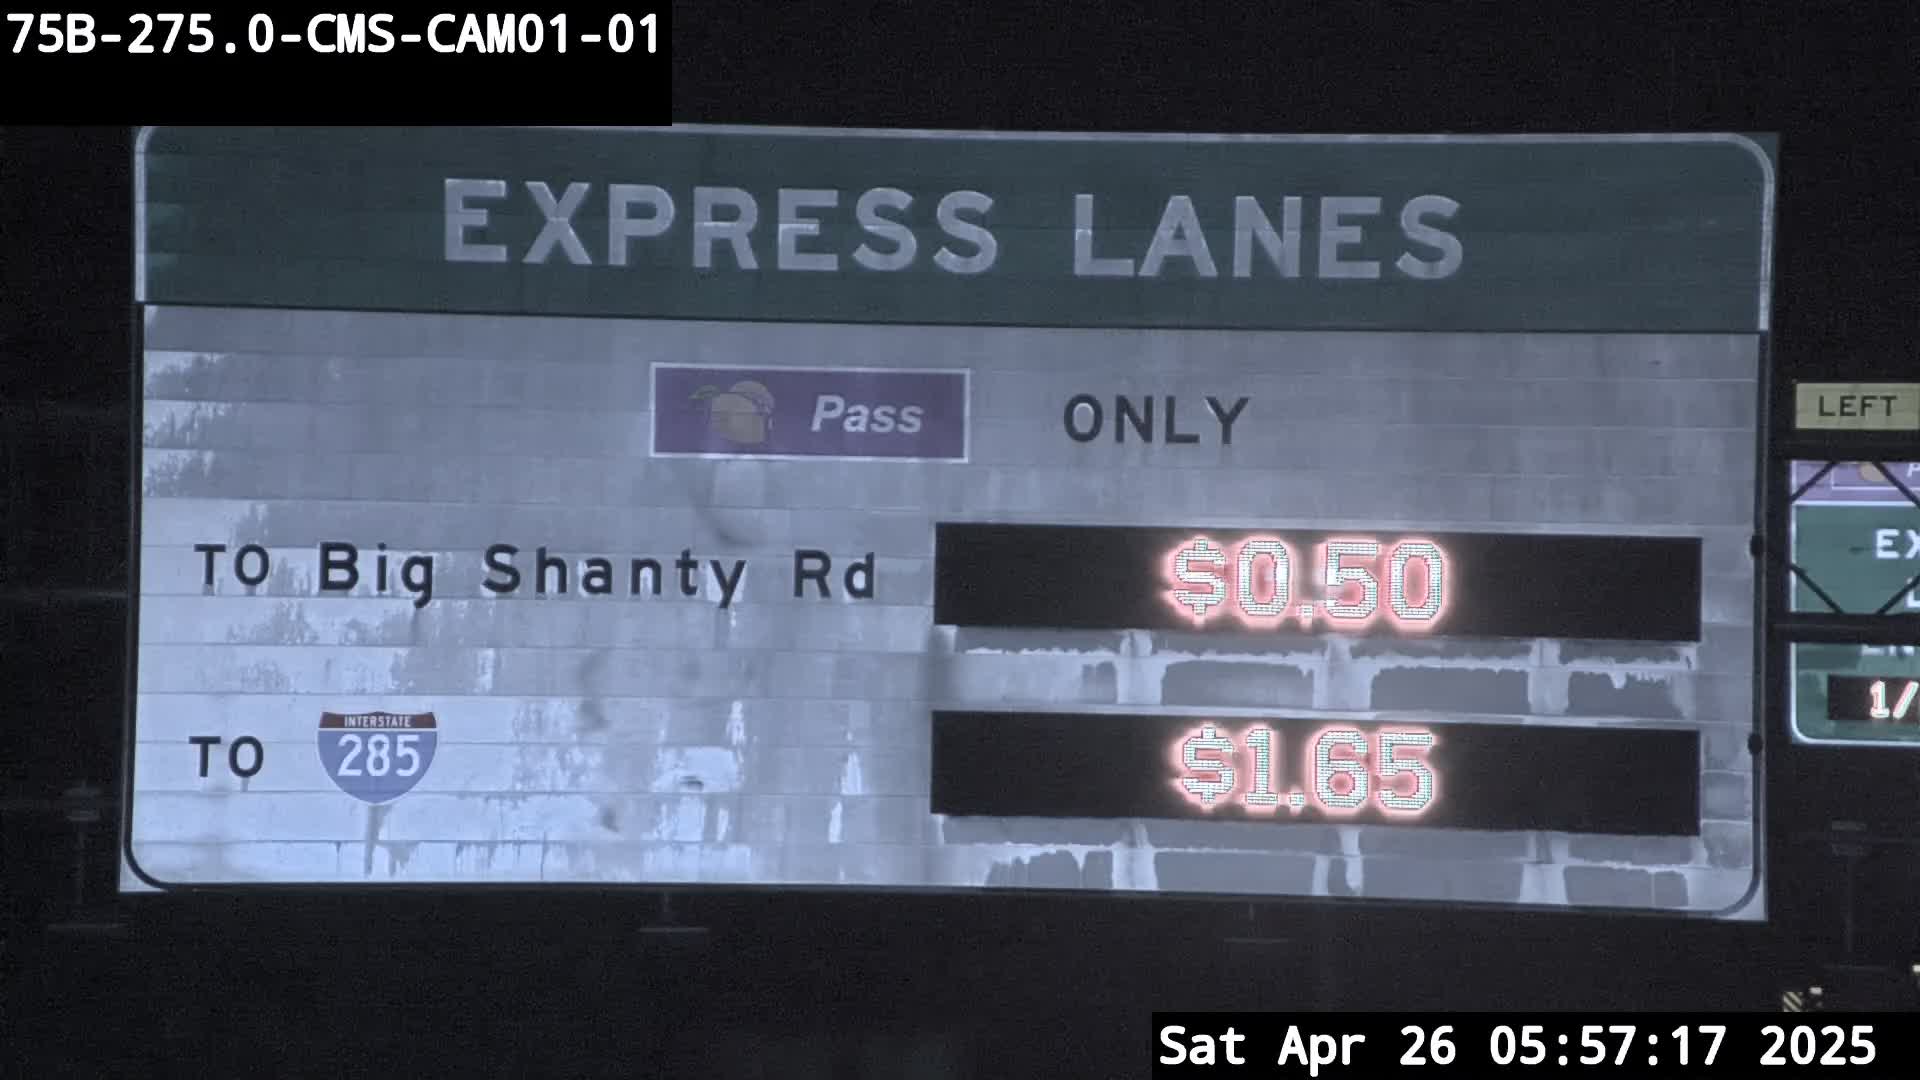 75B-275.0-CMS-CAM01-01
EXPRESS LANES
Pass ONLY
TO Big Shanty Rd $0.50
TO INTERSTATE 285 $1.65
LEFT
1/
Sat Apr 26 05:57:17 2025